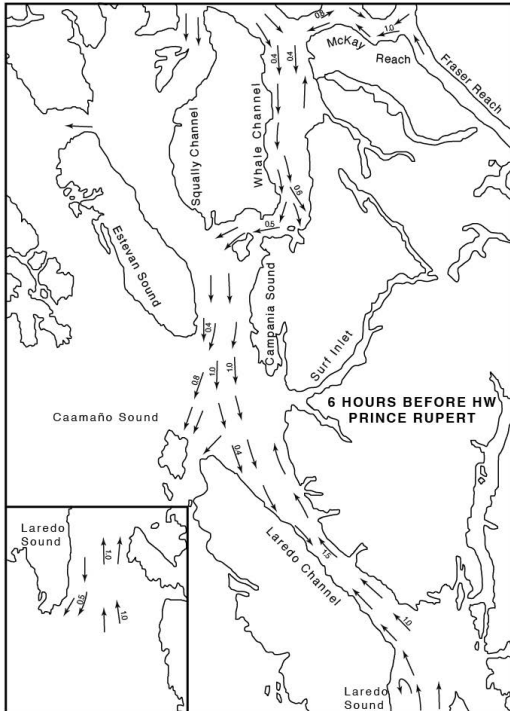 0.9
1.0
McKay
Reach
Fraser Reach
0.4
0.4
Squally Channel
Whale Channel
0.6
0.5
Estevan Sound
Campania Sound
0.4
Surf Inlet
1.0
1.0
0.8
6 HOURS BEFORE HW
PRINCE RUPERT
Caamaño Sound
0.4
Laredo
Sound
1.0
0.5
1.0
Laredo Channel
1.5
1.0
Laredo
Sound